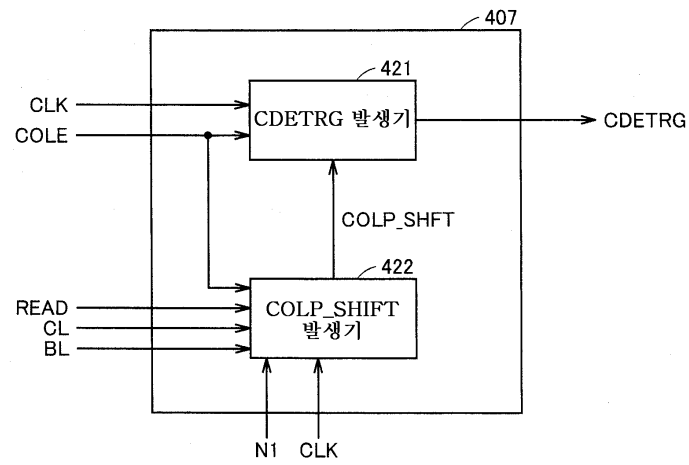 407
421
CLK
CDETRG 발생기
CDETRG
COLE
COLP_SHFT
422
READ
COLP_SHIFT
발생기
CL
BL
N1 CLK